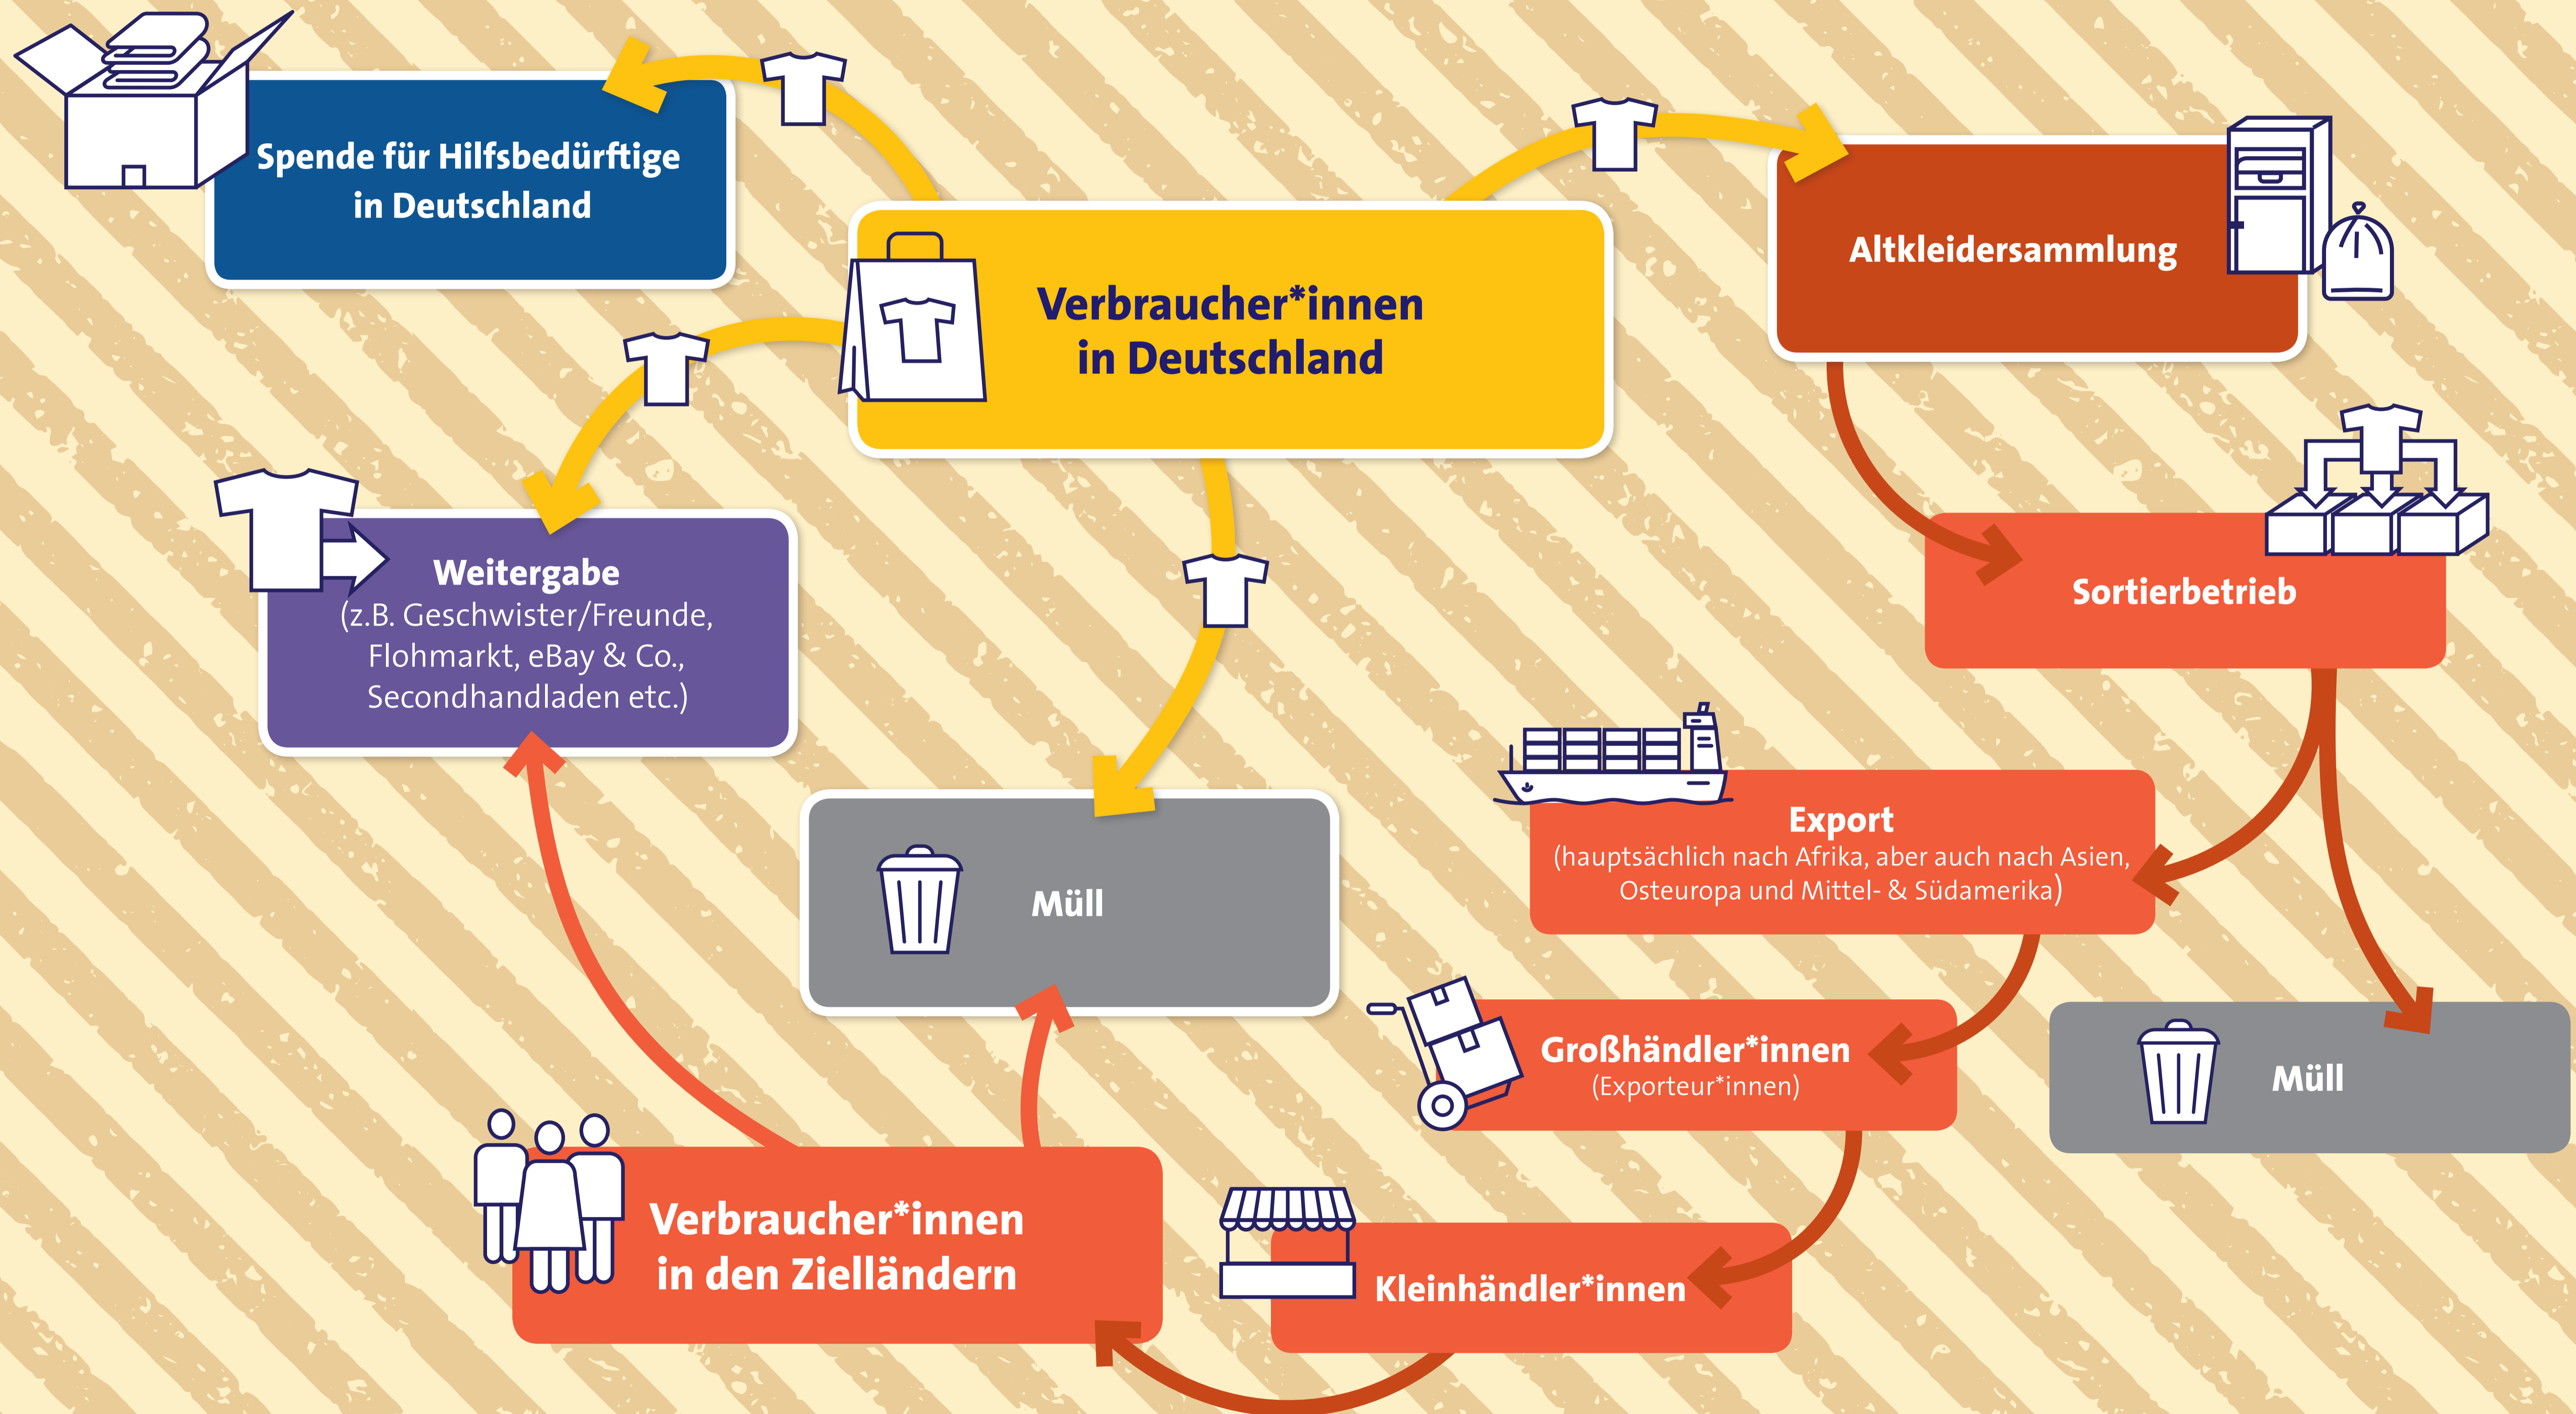 Spende für Hilfsbedürftige
in Deutschland
Verbraucher*innen
in Deutschland
Altkleidersammlung
Weitergabe
(z.B. Geschwister/Freunde,
Flohmarkt, eBay & Co.,
Secondhandladen etc.)
Sortierbetrieb
Müll
Export
(hauptsächlich nach Afrika, aber auch nach Asien,
Osteuropa und Mittel- & Südamerika)
Großhändler*innen
(Exporteur*innen)
Müll
Verbraucher*innen
in den Zielländern
Kleinhändler*innen